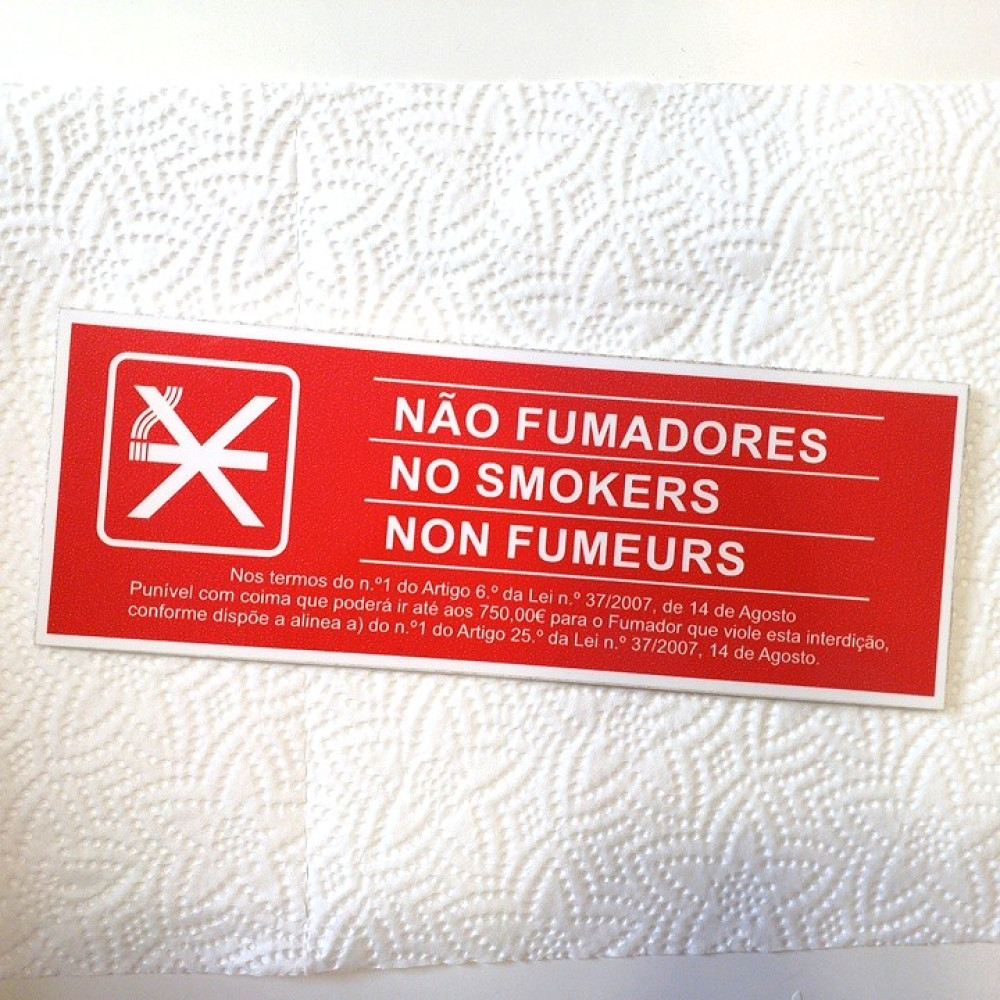 NÃO FUMADORES
NO SMOKERS
NON FUMEURS
Nos termos do n.º1 do Artigo 6.º da Lei n.º 37/2007, de 14 de Agosto
Punível com coima que poderá ir até aos 750,00€ para o Fumador que viole esta interdição,
conforme dispõe a alinea a) do n.º1 do Artigo 25.º da Lei n.º 37/2007, 14 de Agosto.